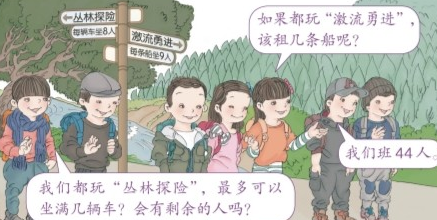 ←丛林探险
每辆车坐8人
激流勇进→
每条船坐9人
如果都玩“激流勇进”，
该租几条船呢？
我们班 44 人。
我们都玩“丛林探险”，最多可以
坐满几辆车？会有剩余的人吗？